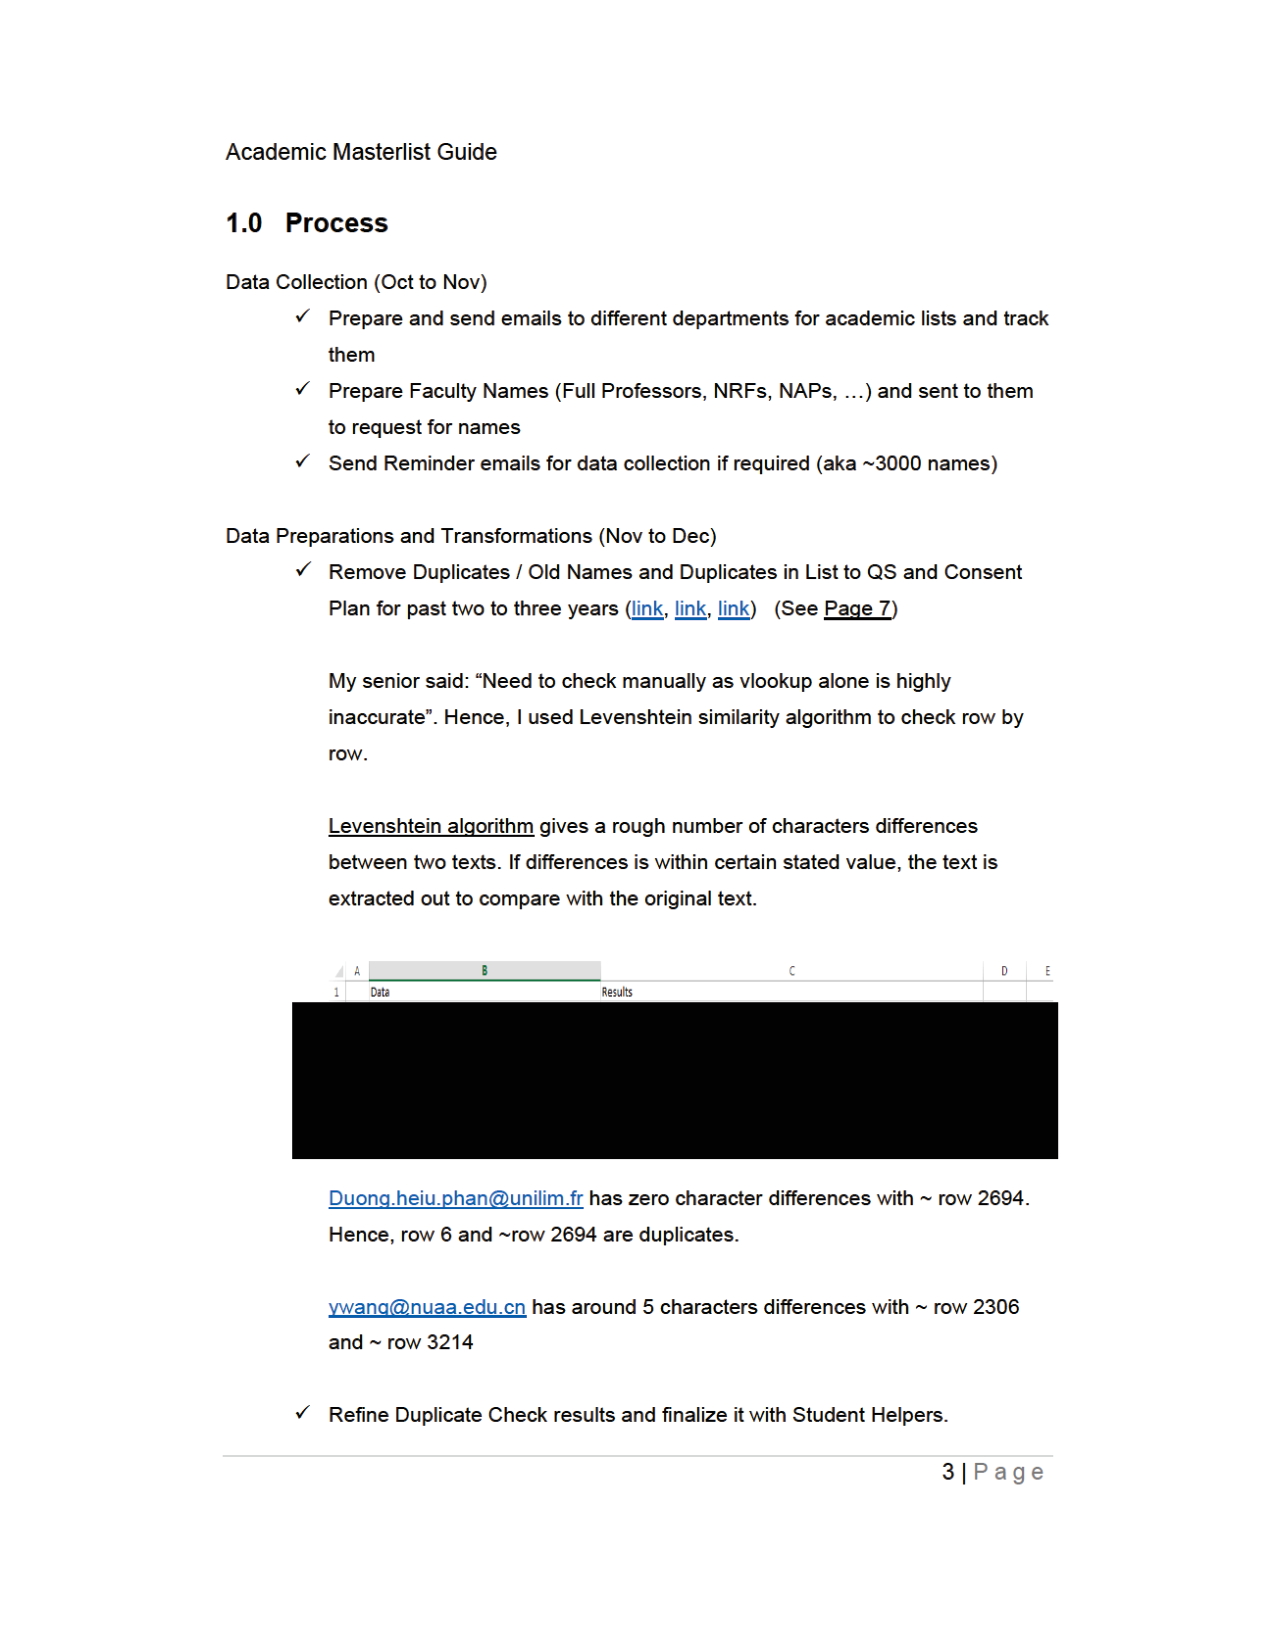 Academic Masterlist Guide
1.0 Process
Data Collection (Oct to Nov)
✓ Prepare and send emails to different departments for academic lists and track
them
✓ Prepare Faculty Names (Full Professors, NRFs, NAPs, …) and sent to them
to request for names
✓ Send Reminder emails for data collection if required (aka ~3000 names)
Data Preparations and Transformations (Nov to Dec)
✓ Remove Duplicates / Old Names and Duplicates in List to QS and Consent
Plan for past two to three years (link, link, link) (See Page 7)
My senior said: “Need to check manually as vlookup alone is highly
inaccurate”. Hence, I used Levenshtein similarity algorithm to check row by
row.
Levenshtein algorithm gives a rough number of characters differences
between two texts. If differences is within certain stated value, the text is
extracted out to compare with the original text.
A B C D E
1 Data Results
Duong.heiu.phan@unilim.fr has zero character differences with ~ row 2694.
Hence, row 6 and ~row 2694 are duplicates.
ywang@nuaa.edu.cn has around 5 characters differences with ~ row 2306
and ~ row 3214
✓ Refine Duplicate Check results and finalize it with Student Helpers.
3 | Page